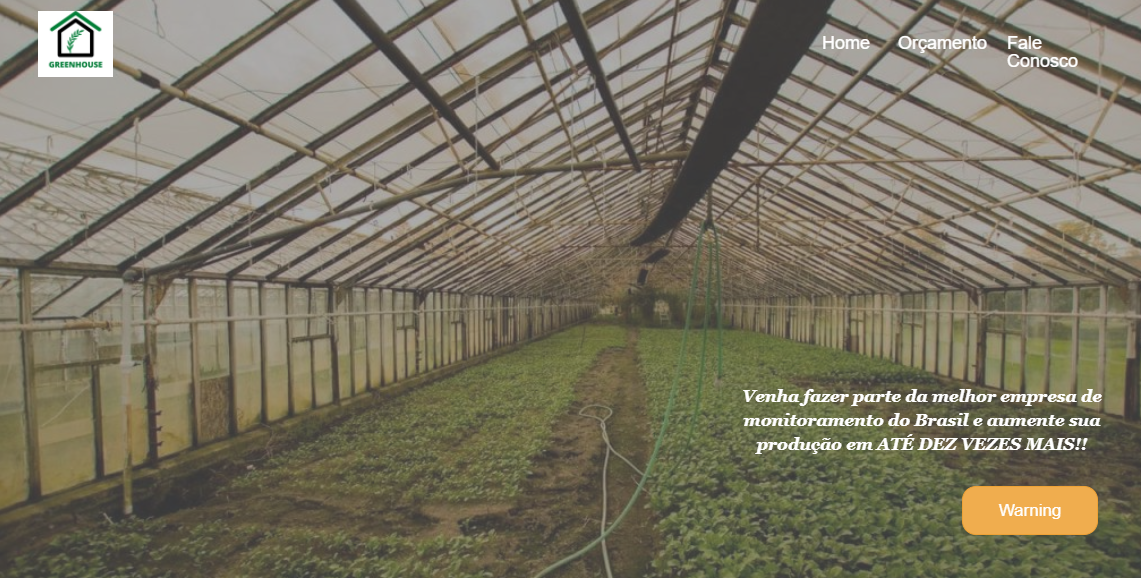 GREENHOUSE
Home
Orçamento
Fale
Conosco
Venha fazer parte da melhor empresa de
monitoramento do Brasil e aumente sua
produção em ATÉ DEZ VEZES MAIS!!
Warning